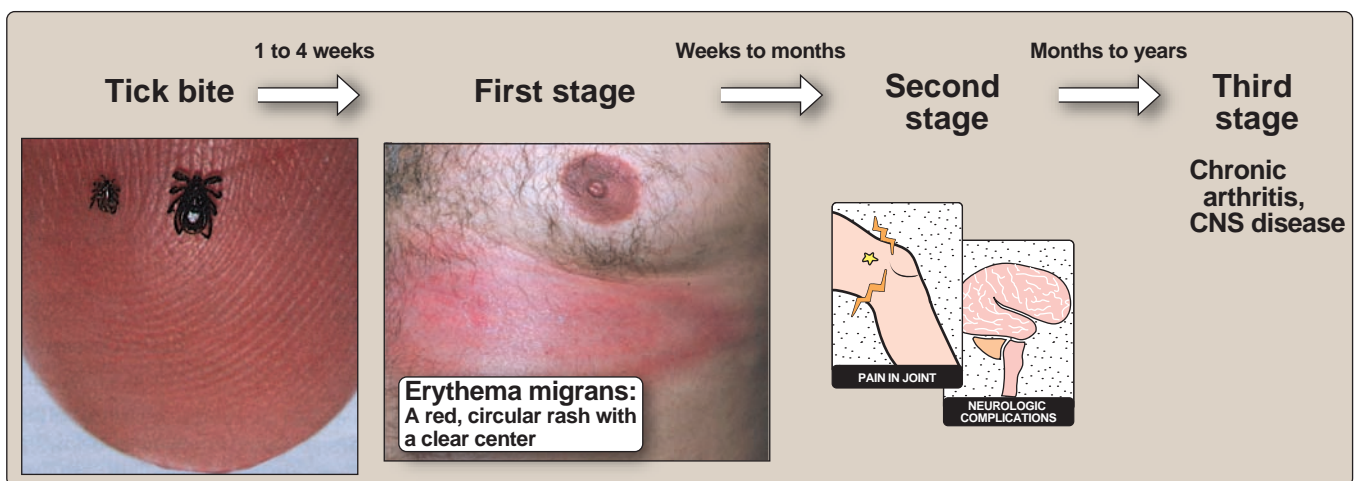 1 to 4 weeks
Tick bite
First stage
Weeks to months
Second
stage
Months to years
Third
stage
Chronic
arthritis,
CNS disease
Erythema migrans:
A red, circular rash with
a clear center
PAIN IN JOINT
NEUROLOGIC
COMPLICATIONS